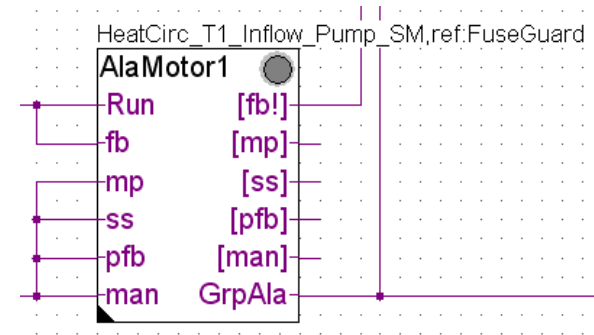 HeatCirc_T1_Inflow_Pump_SM,ref:FuseGuard
AlaMotor1
Run [fb!]
fb [mp]
mp [ss]
ss [pfb]
pfb [man]
man GrpAla